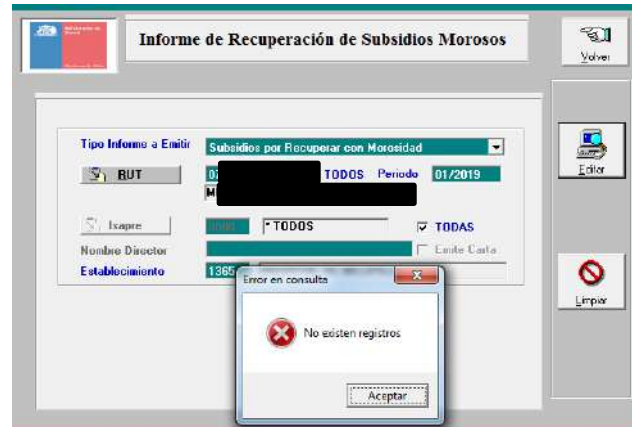 Informe de Recuperación de Subsidios Morosos
Volver
Tipo Informe a Emitir
Subsidios por Recuperar con Morosidad
RUT
TODOS
Periodo
01/2019
Editar
Isapre
* TODOS
TODAS
Nombre Director
Emite Carta
Establecimiento
1365
Error en consulta
No existen registros
Aceptar
Limpiar